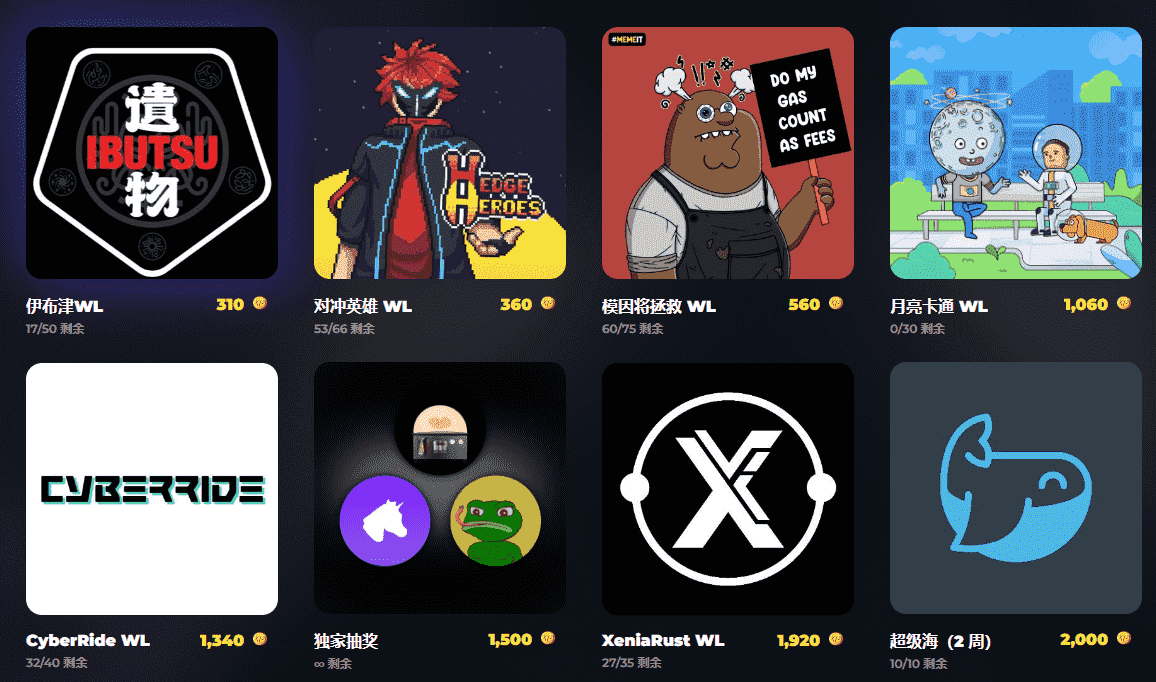 遺
IBUTSU
物
HEDGE
HEROES
#MEMEIT
DO MY
GAS
COUNT
AS FEES
伊布津WL 310
17/50 剩余
对冲英雄 WL 360
53/66 剩余
模因将拯救 WL 560
60/75 剩余
月亮卡通 WL 1,060
0/30 剩余
CYBERRIDE
X
CyberRide WL 1,340
32/40 剩余
独家抽奖 1,500
∞ 剩余
XeniaRust WL 1,920
27/35 剩余
超级海（2 周） 2,000
10/10 剩余